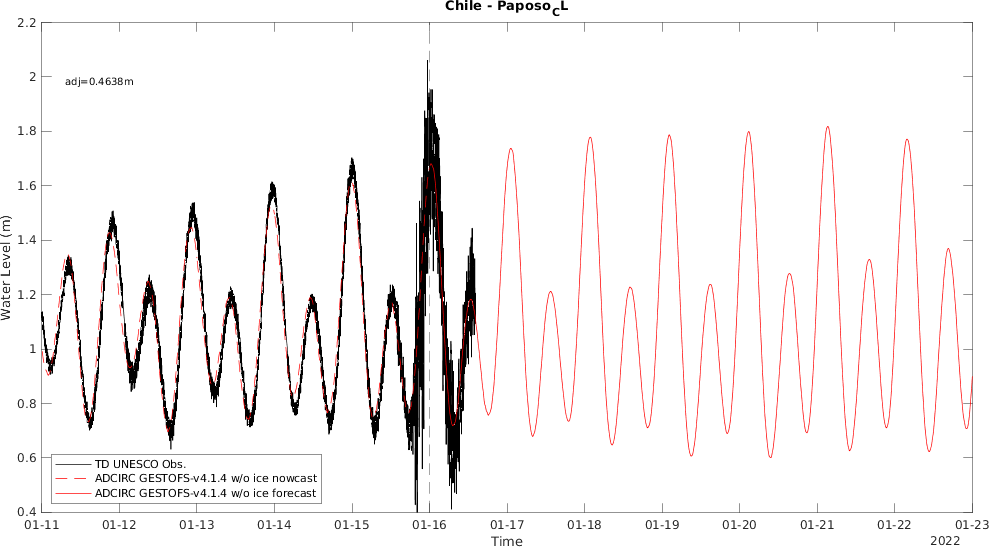 Chile - Paposo_CL
2.2
2
1.8
1.6
1.4
1.2
1
0.8
0.6
0.4
Water Level (m)
adj=0.4638m
TD UNESCO Obs.
ADCIRC GESTOFS-v4.1.4 w/o ice nowcast
ADCIRC GESTOFS-v4.1.4 w/o ice forecast
01-11 01-12 01-13 01-14 01-15 01-16 01-17 01-18 01-19 01-20 01-21 01-22 01-23
Time
2022